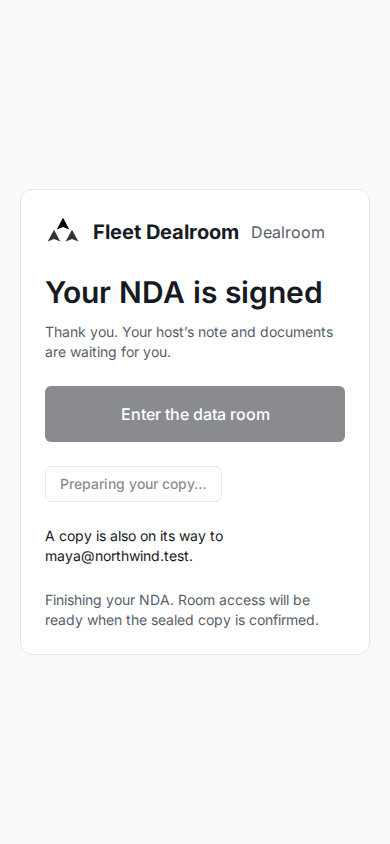 Fleet Dealroom Dealroom
Your NDA is signed
Thank you. Your host’s note and documents
are waiting for you.
Enter the data room
Preparing your copy...
A copy is also on its way to
maya@northwind.test.
Finishing your NDA. Room access will be
ready when the sealed copy is confirmed.